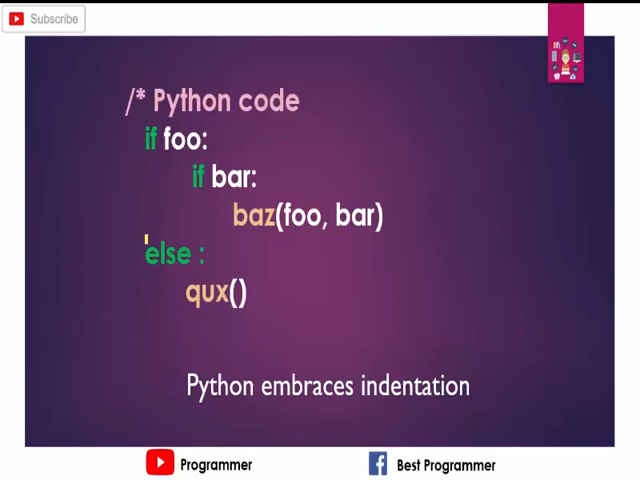 Subscribe
/* Python code
if foo:
if bar:
baz(foo, bar)
else :
qux()
Python embraces indentation
Programmer
Best Programmer